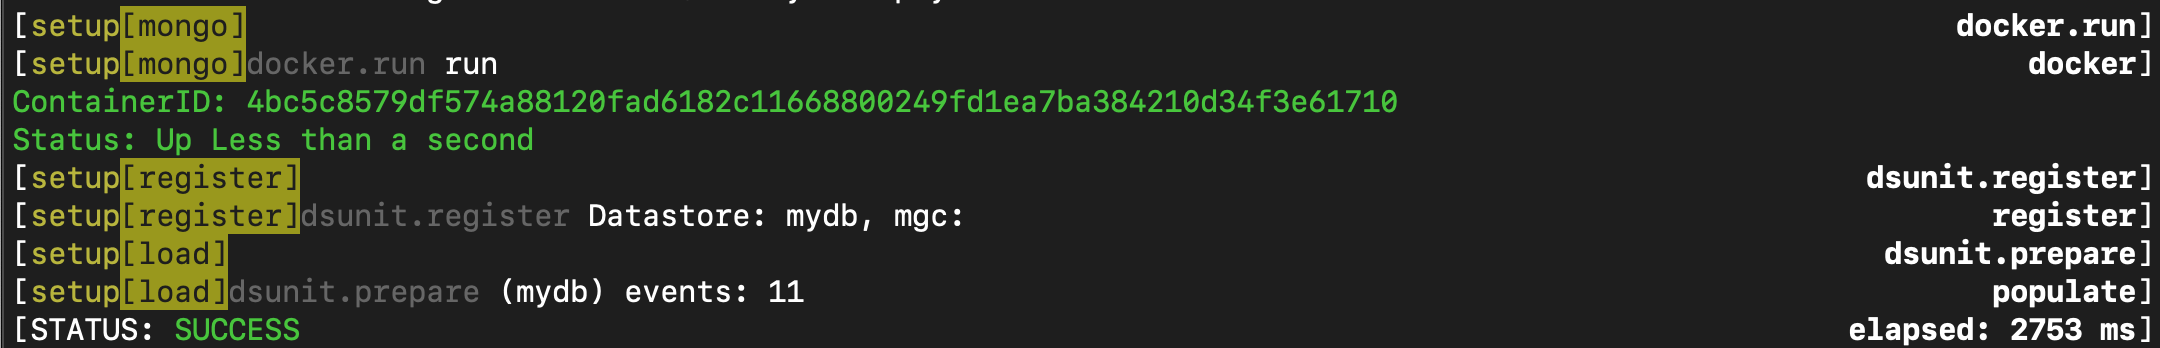 [setup[mongo] docker.run]
[setup[mongo]docker.run run docker]
ContainerID: 4bc5c8579df574a88120fad6182c11668800249fd1ea7ba384210d34f3e61710
Status: Up Less than a second
[setup[register] dsunit.register]
[setup[register]dsunit.register Datastore: mydb, mgc: register]
[setup[load] dsunit.prepare]
[setup[load]dsunit.prepare (mydb) events: 11 populate]
[STATUS: SUCCESS elapsed: 2753 ms]